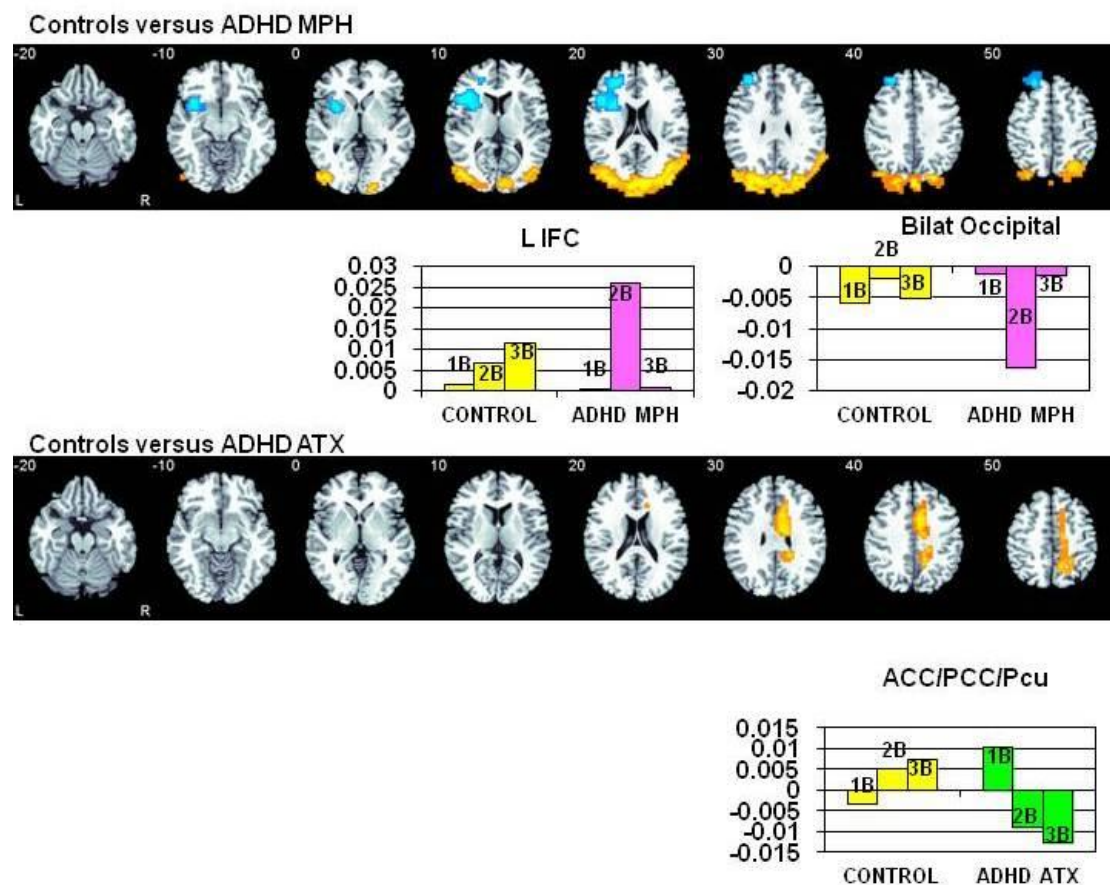 Controls versus ADHD MPH
-20 -10 0 10 20 30 40 50
L R
L IFC
0.03
0.025
0.02
0.015
0.01
0.005
0
1B 2B 3B 1B 2B 3B
CONTROL ADHD MPH
Bilat Occipital
0
-0.005
-0.01
-0.015
-0.02
1B 2B 3B 1B 2B 3B
CONTROL ADHD MPH
Controls versus ADHD ATX
-20 -10 0 10 20 30 40 50
L R
ACC/PCC/Pcu
0.015
0.01
0.005
0
-0.005
-0.01
-0.015
1B 2B 3B 1B 2B 3B
CONTROL ADHD ATX